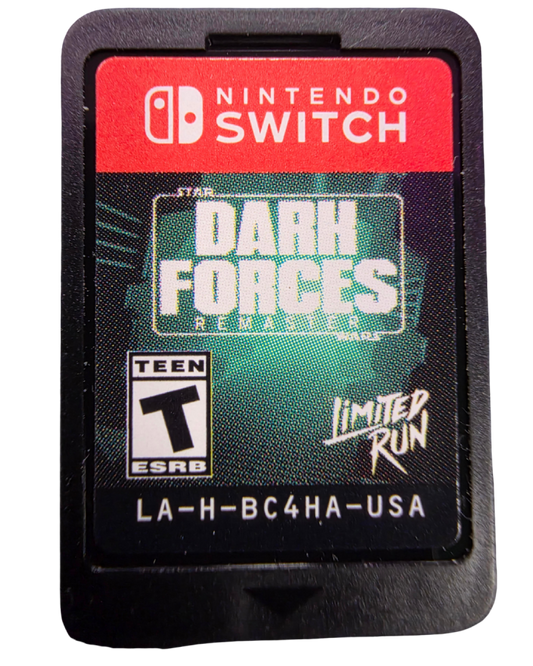 NINTENDO
SWITCH
STAR
DARK
FORCES
REMASTER
WARS
TEEN
T
ESRB
LIMITED
RUN
LA-H-BC4HA-USA